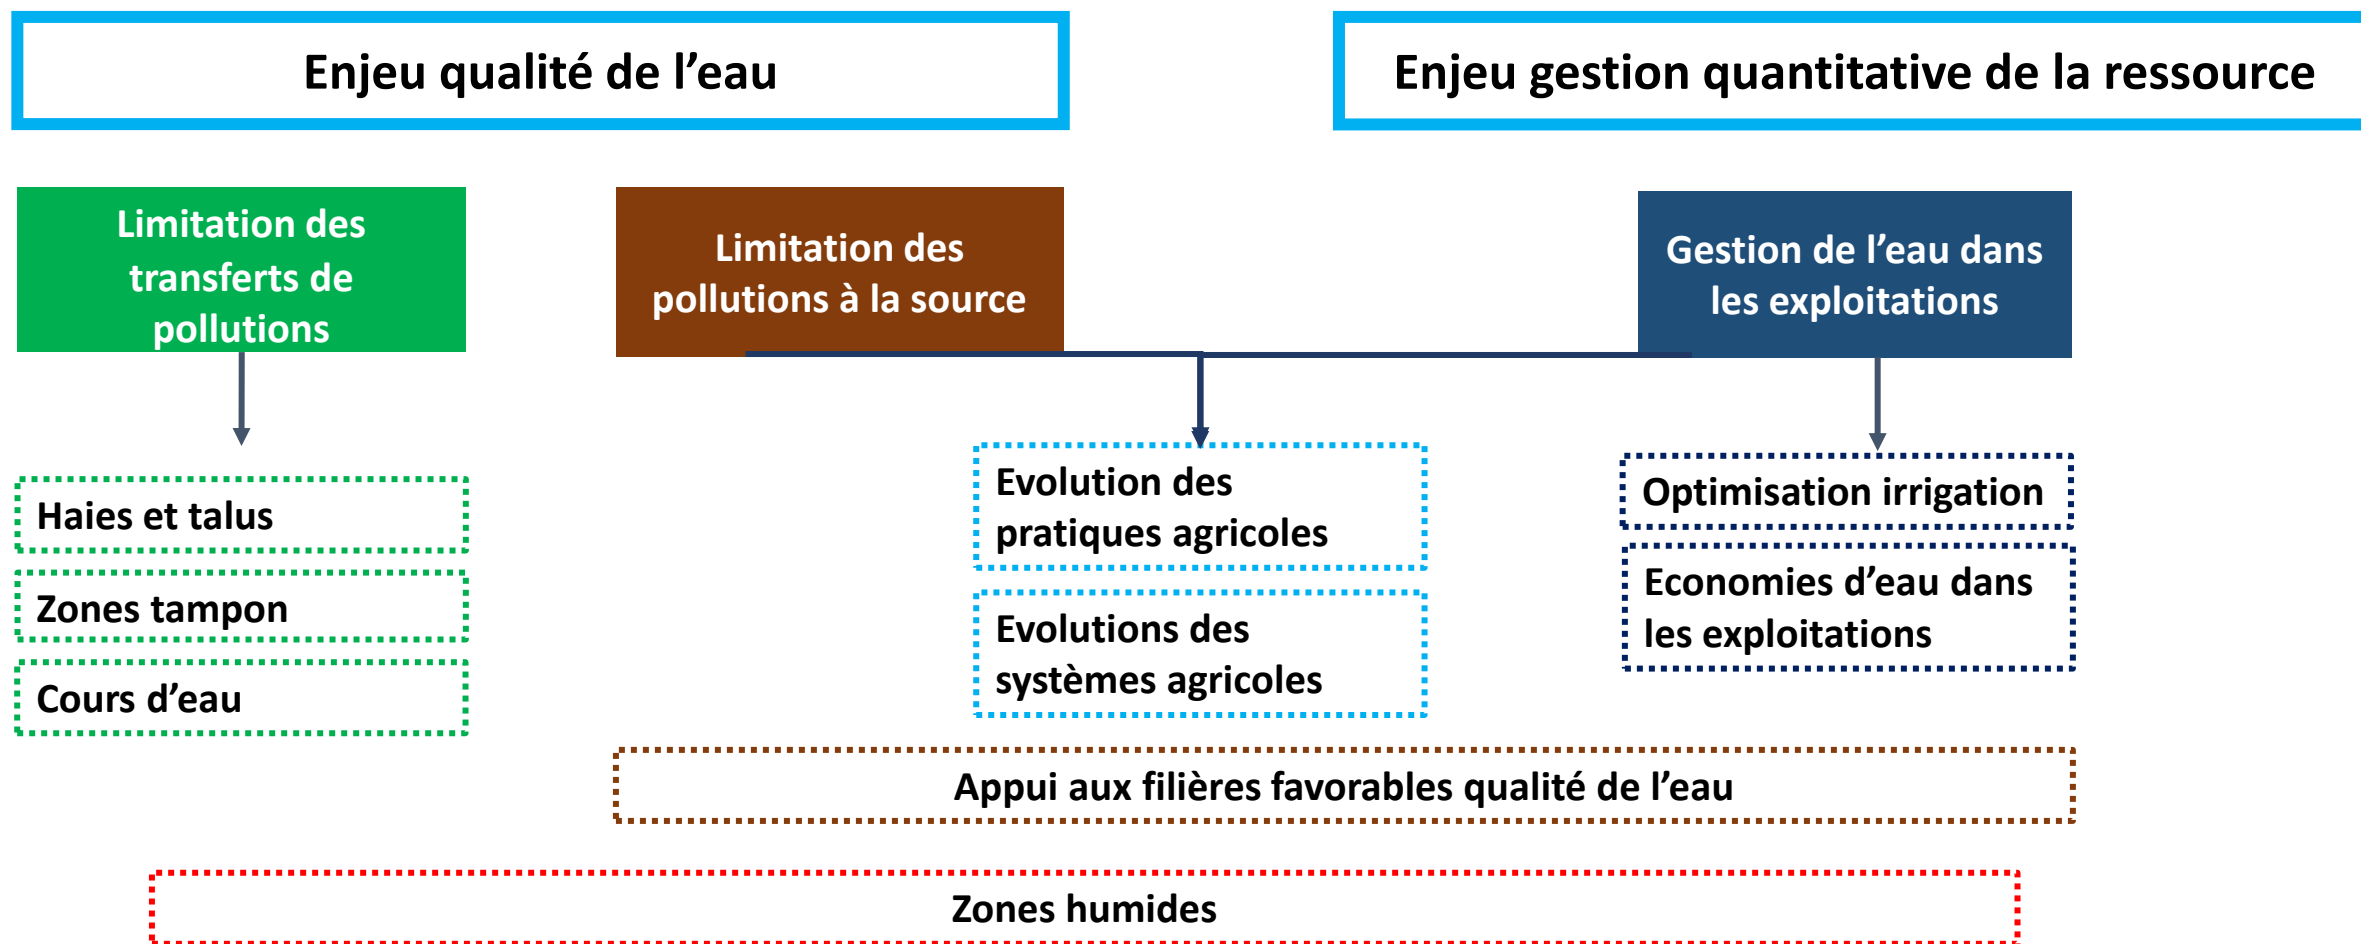 Enjeu qualité de l’eau
Enjeu gestion quantitative de la ressource
Limitation des
transferts de
pollutions
Limitation des
pollutions à la source
Gestion de l’eau dans
les exploitations
Haies et talus
Zones tampon
Cours d’eau
Evolution des
pratiques agricoles
Evolutions des
systèmes agricoles
Optimisation irrigation
Economies d’eau dans
les exploitations
Appui aux filières favorables qualité de l’eau
Zones humides